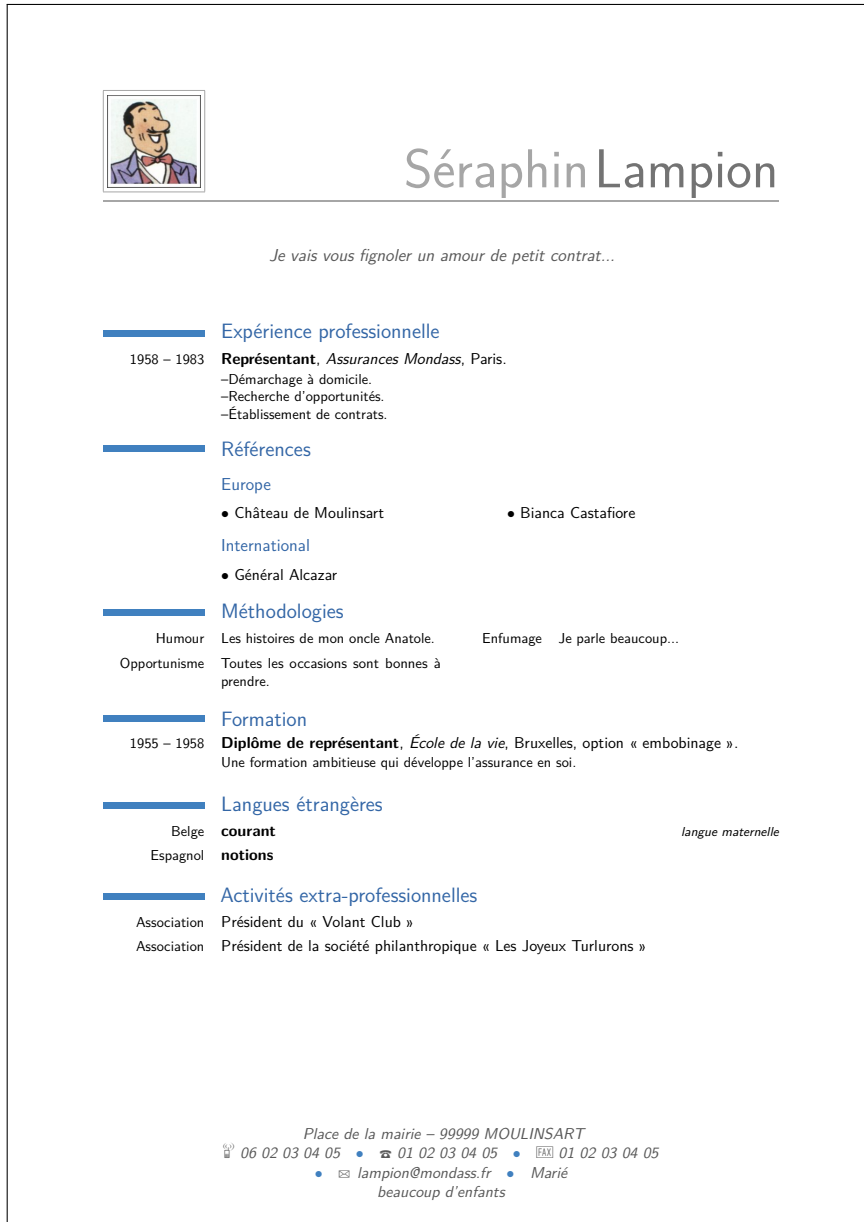 Séraphin Lampion
Je vais vous fignoler un amour de petit contrat...
Expérience professionnelle
1958 – 1983 Représentant, Assurances Mondass, Paris.
–Démarchage à domicile.
–Recherche d'opportunités.
–Établissement de contrats.
Références
Europe
• Château de Moulinsart • Bianca Castafiore
International
• Général Alcazar
Méthodologies
Humour Les histoires de mon oncle Anatole. Enfumage Je parle beaucoup...
Opportunisme Toutes les occasions sont bonnes à
prendre.
Formation
1955 – 1958 Diplôme de représentant, École de la vie, Bruxelles, option « embobinage ».
Une formation ambitieuse qui développe l'assurance en soi.
Langues étrangères
Belge courant langue maternelle
Espagnol notions
Activités extra-professionnelles
Association Président du « Volant Club »
Association Président de la société philanthropique « Les Joyeux Turlurons »
Place de la mairie – 99999 MOULINSART
06 02 03 04 05 • ☎ 01 02 03 04 05 • FAX 01 02 03 04 05
• ✉ lampion@mondass.fr • Marié
beaucoup d'enfants